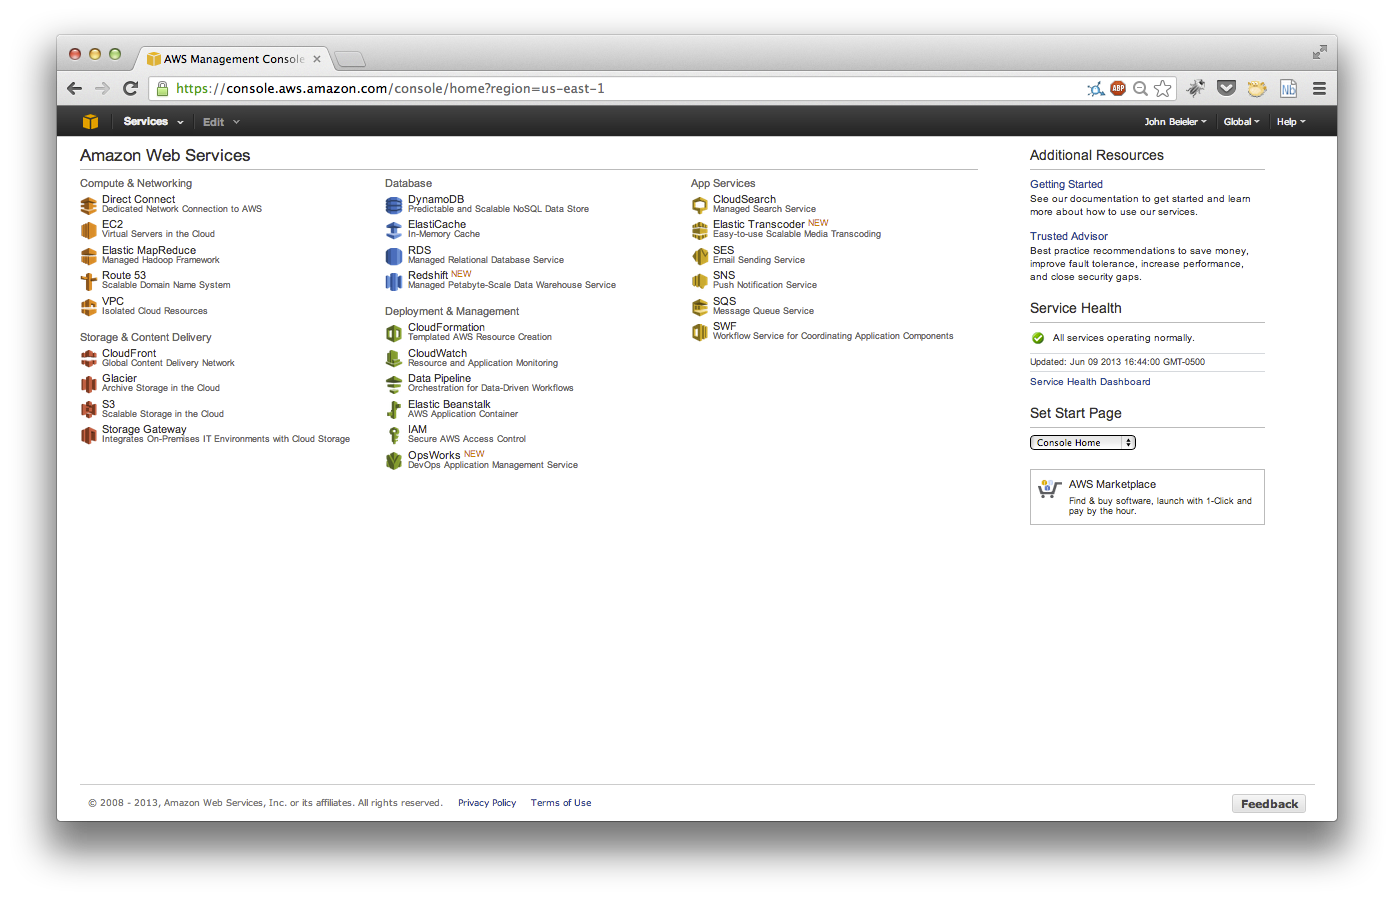 AWS Management Console
https://console.aws.amazon.com/console/home?region=us-east-1
ABP
Nb
Services
Edit
John Beieler
Global
Help
Amazon Web Services
Compute & Networking
Direct Connect
Dedicated Network Connection to AWS
EC2
Virtual Servers in the Cloud
Elastic MapReduce
Managed Hadoop Framework
Route 53
Scalable Domain Name System
VPC
Isolated Cloud Resources
Storage & Content Delivery
CloudFront
Global Content Delivery Network
Glacier
Archive Storage in the Cloud
S3
Scalable Storage in the Cloud
Storage Gateway
Integrates On-Premises IT Environments with Cloud Storage
Database
DynamoDB
Predictable and Scalable NoSQL Data Store
ElastiCache
In-Memory Cache
RDS
Managed Relational Database Service
Redshift NEW
Managed Petabyte-Scale Data Warehouse Service
Deployment & Management
CloudFormation
Templated AWS Resource Creation
CloudWatch
Resource and Application Monitoring
Data Pipeline
Orchestration for Data-Driven Workflows
Elastic Beanstalk
AWS Application Container
IAM
Secure AWS Access Control
OpsWorks NEW
DevOps Application Management Service
App Services
CloudSearch
Managed Search Service
Elastic Transcoder NEW
Easy-to-use Scalable Media Transcoding
SES
Email Sending Service
SNS
Push Notification Service
SQS
Message Queue Service
SWF
Workflow Service for Coordinating Application Components
Additional Resources
Getting Started
See our documentation to get started and learn
more about how to use our services.
Trusted Advisor
Best practice recommendations to save money,
improve fault tolerance, increase performance,
and close security gaps.
Service Health
All services operating normally.
Updated: Jun 09 2013 16:44:00 GMT-0500
Service Health Dashboard
Set Start Page
Console Home
AWS Marketplace
Find & buy software, launch with 1-Click and
pay by the hour.
© 2008 - 2013, Amazon Web Services, Inc. or its affiliates. All rights reserved.
Privacy Policy
Terms of Use
Feedback